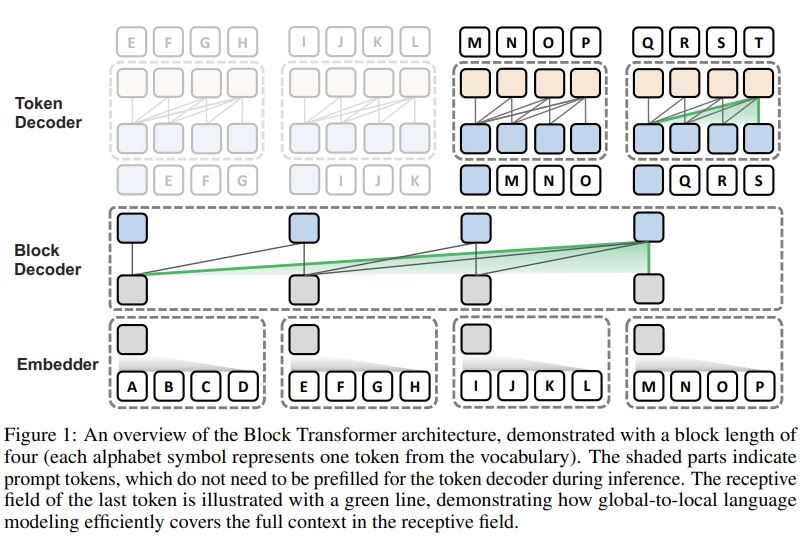 E F G H I J K L M N O P Q R S T
Token
Decoder
E F G I J K M N O Q R S
Block
Decoder
Embedder
A B C D E F G H I J K L M N O P
Figure 1: An overview of the Block Transformer architecture, demonstrated with a block length of
four (each alphabet symbol represents one token from the vocabulary). The shaded parts indicate
prompt tokens, which do not need to be prefilled for the token decoder during inference. The receptive
field of the last token is illustrated with a green line, demonstrating how global-to-local language
modeling efficiently covers the full context in the receptive field.